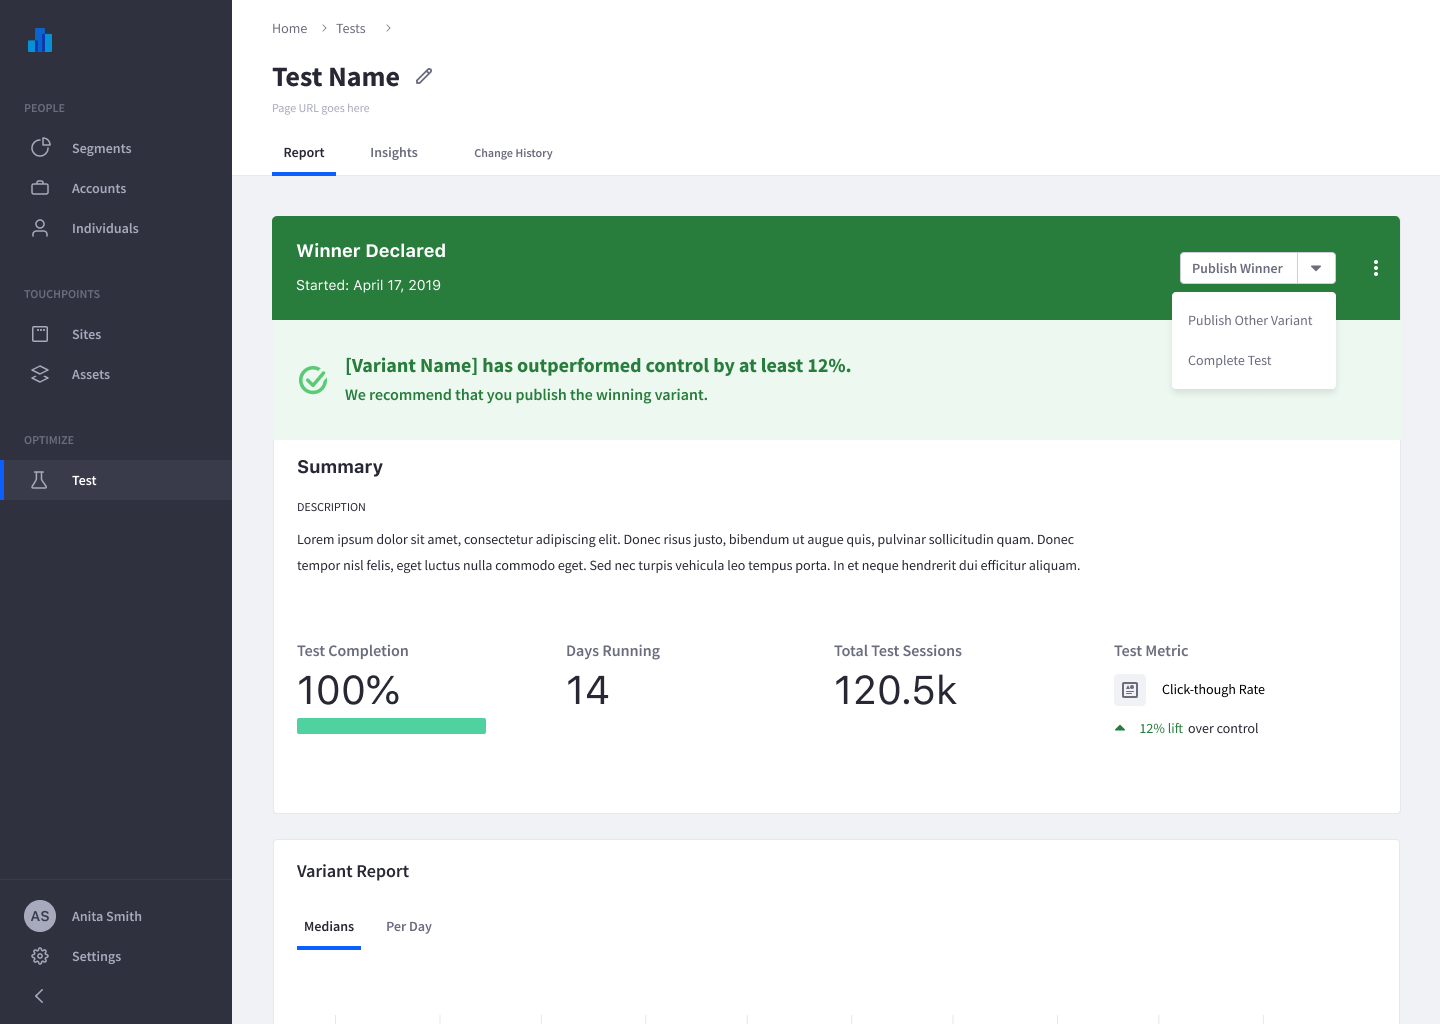 Home
Tests
Test Name
Page URL goes here
Report
Insights
Change History
PEOPLE
Segments
Accounts
Individuals
TOUCHPOINTS
Sites
Assets
OPTIMIZE
Test
AS
Anita Smith
Settings
Winner Declared
Started: April 17, 2019
Publish Winner
Publish Other Variant
Complete Test
[Variant Name] has outperformed control by at least 12%.
We recommend that you publish the winning variant.
Summary
DESCRIPTION
Lorem ipsum dolor sit amet, consectetur adipiscing elit. Donec risus justo, bibendum ut augue quis, pulvinar sollicitudin quam. Donec
tempor nisl felis, eget luctus nulla commodo eget. Sed nec turpis vehicula leo tempus porta. In et neque hendrerit dui efficitur aliquam.
Test Completion
100%
Days Running
14
Total Test Sessions
120.5k
Test Metric
Click-though Rate
12% lift over control
Variant Report
Medians
Per Day